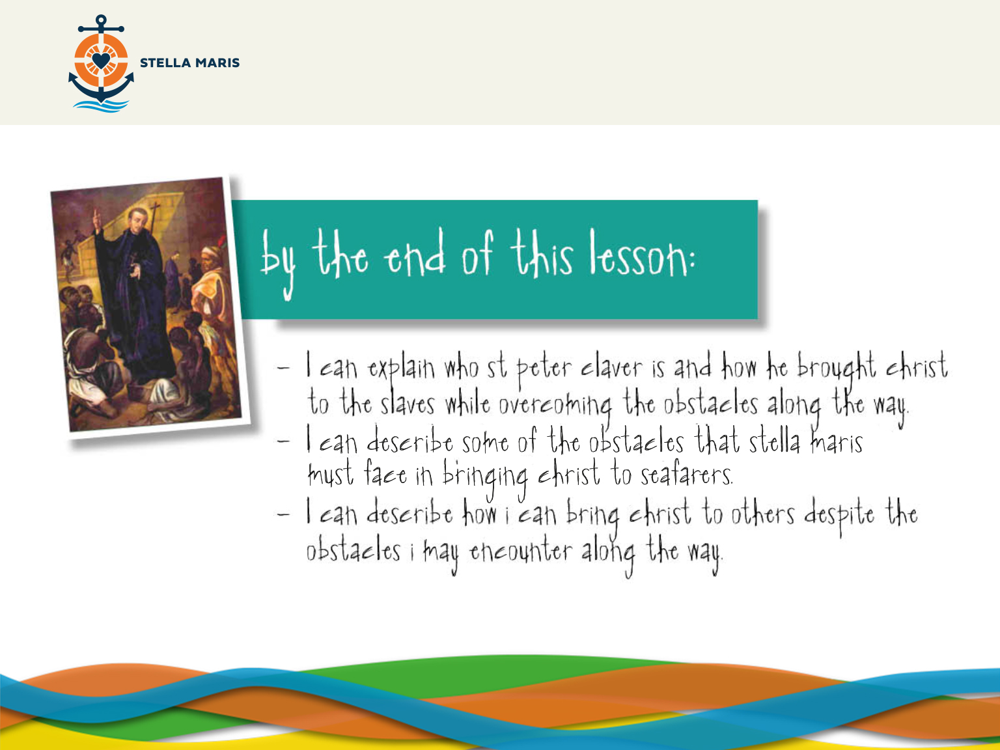 STELLA MARIS
by the end of this lesson:
- I can explain who st peter claver is and how he brought christ
to the slaves while overcoming the obstacles along the way.
- I can describe some of the obstacles that stella maris
must face in bringing christ to seafarers.
- I can describe how i can bring christ to others despite the
obstacles i may encounter along the way.